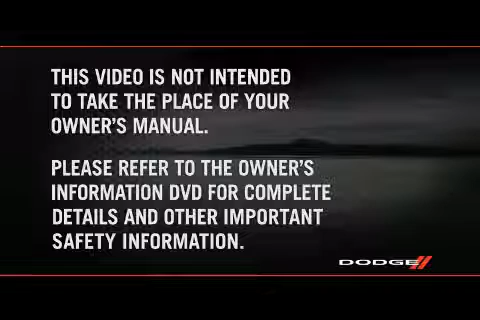 THIS VIDEO IS NOT INTENDED
TO TAKE THE PLACE OF YOUR
OWNER'S MANUAL.
PLEASE REFER TO THE OWNER'S
INFORMATION DVD FOR COMPLETE
DETAILS AND OTHER IMPORTANT
SAFETY INFORMATION.
DODGE